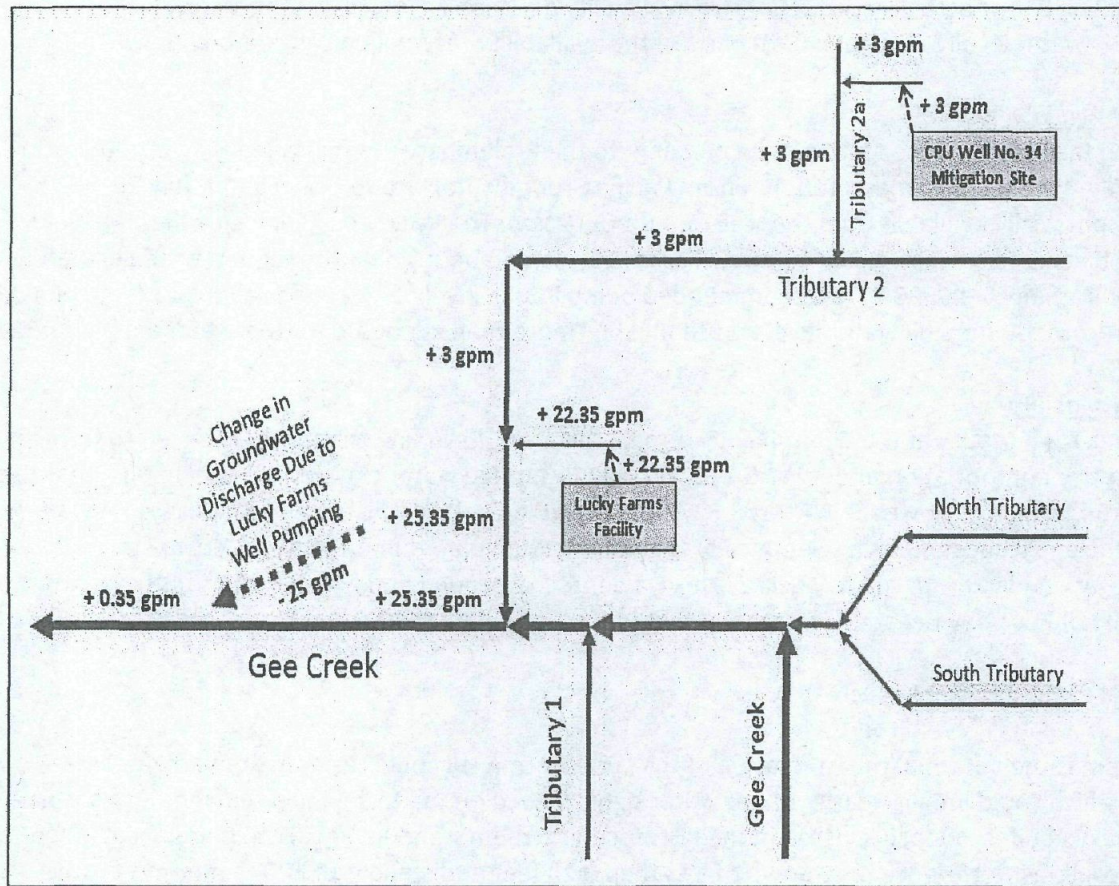 + 3 gpm
+ 3 gpm
Tributary 2a
+ 3 gpm
CPU Well No. 34
Mitigation Site
+ 3 gpm
Tributary 2
+ 3 gpm
Change in
Groundwater
Discharge Due to
Lucky Farms
Well Pumping
- 25 gpm
+ 22.35 gpm
+ 22.35 gpm
Lucky Farms
Facility
+ 25.35 gpm
North Tributary
+ 0.35 gpm
+ 25.35 gpm
Gee Creek
South Tributary
Tributary 1
Gee Creek